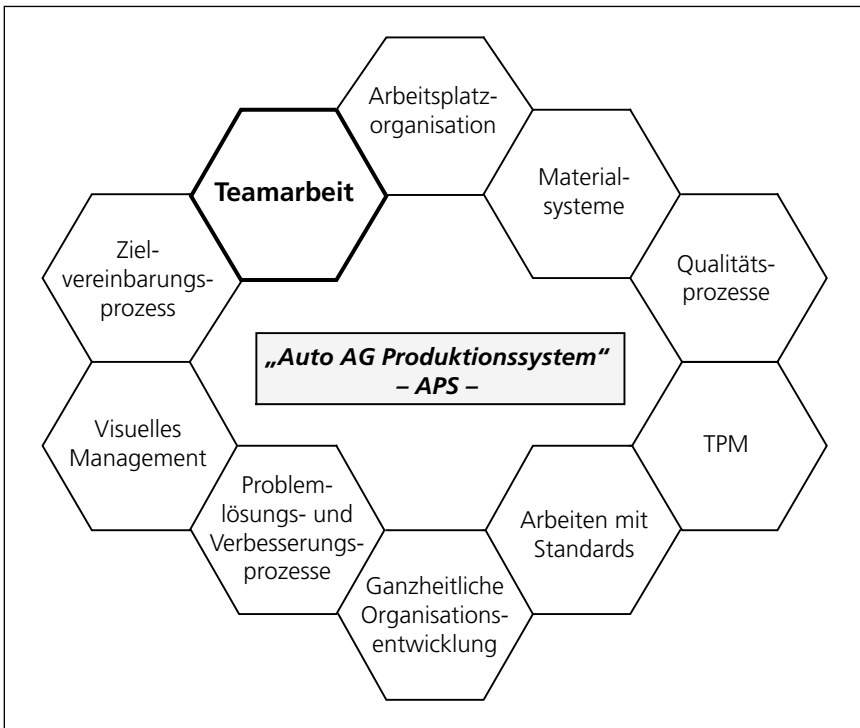 Arbeitsplatz-
organisation
Teamarbeit
Material-
systeme
Ziel-
vereinbarungs-
prozess
Qualitäts-
prozesse
„Auto AG Produktionssystem“
– APS –
Visuelles
Management
TPM
Problem-
lösungs- und
Verbesserungs-
prozesse
Arbeiten mit
Standards
Ganzheitliche
Organisations-
entwicklung